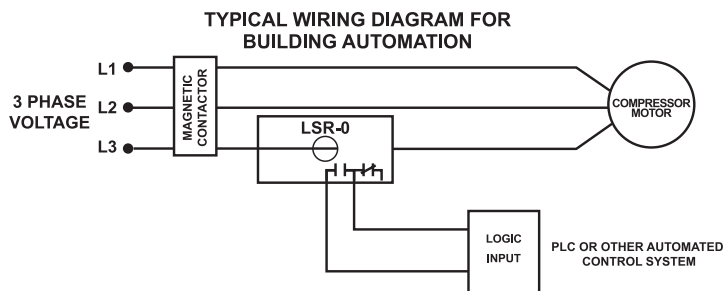 TYPICAL WIRING DIAGRAM FOR
BUILDING AUTOMATION
L1
L2
L3
3 PHASE
VOLTAGE
MAGNETIC
CONTACTOR
LSR-0
COMPRESSOR
MOTOR
LOGIC
INPUT
PLC OR OTHER AUTOMATED
CONTROL SYSTEM